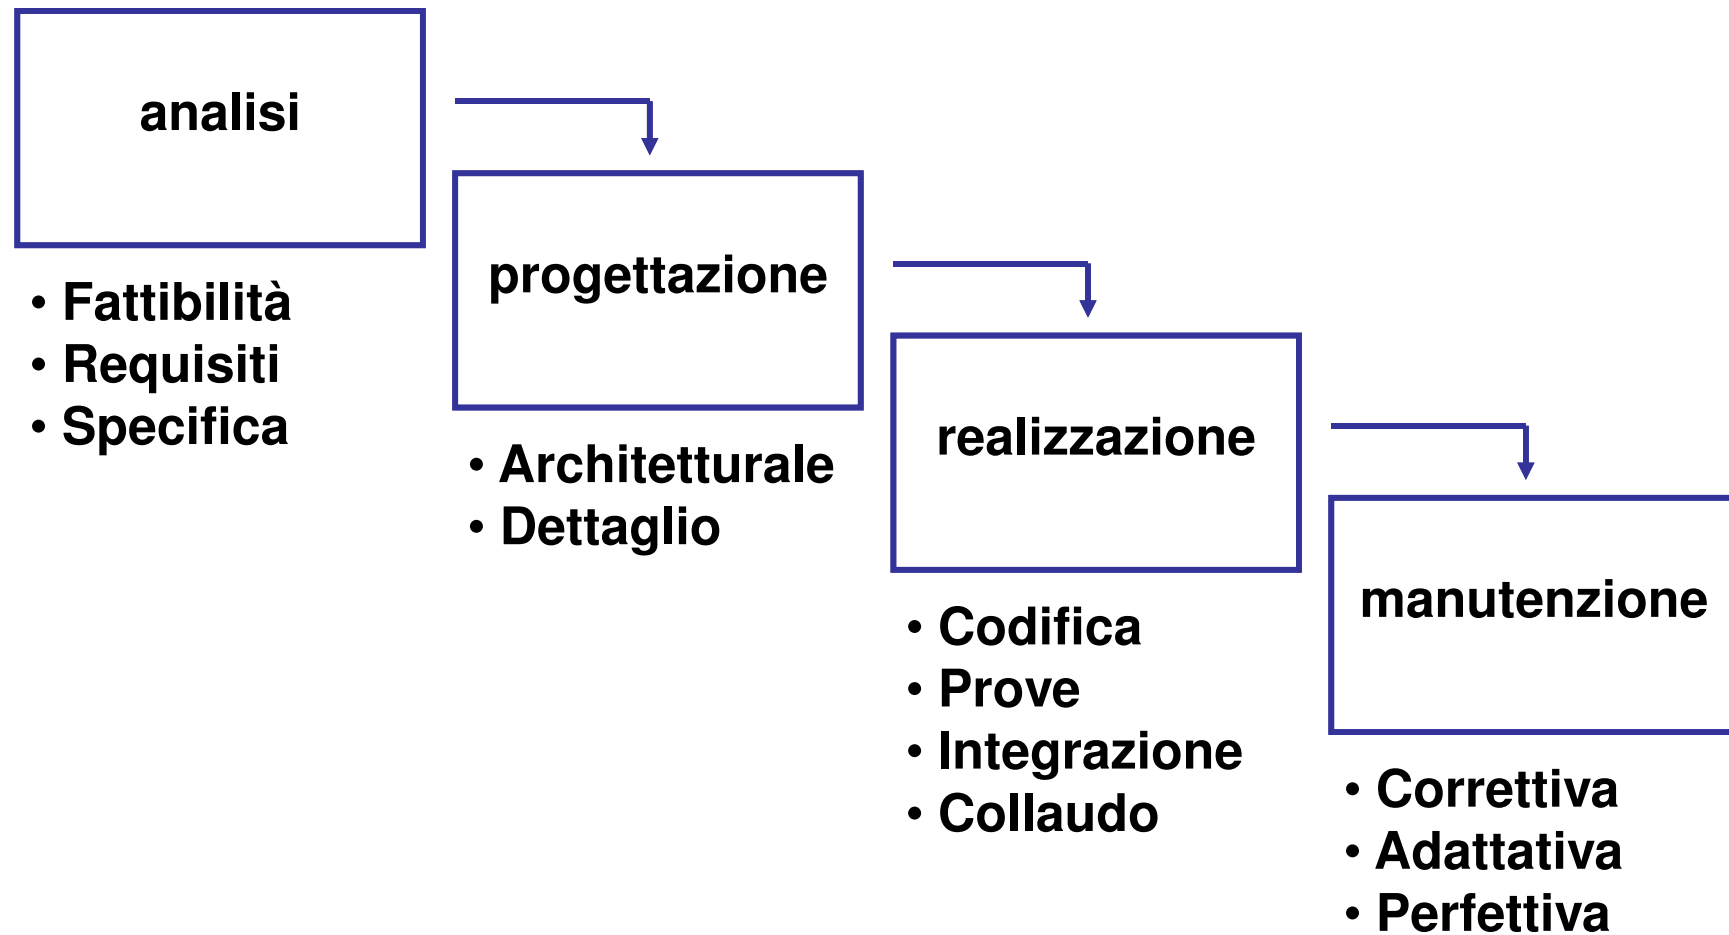 analisi
• Fattibilità
• Requisiti
• Specifica
progettazione
• Architetturale
• Dettaglio
realizzazione
• Codifica
• Prove
• Integrazione
• Collaudo
manutenzione
• Correttiva
• Adattativa
• Perfettiva